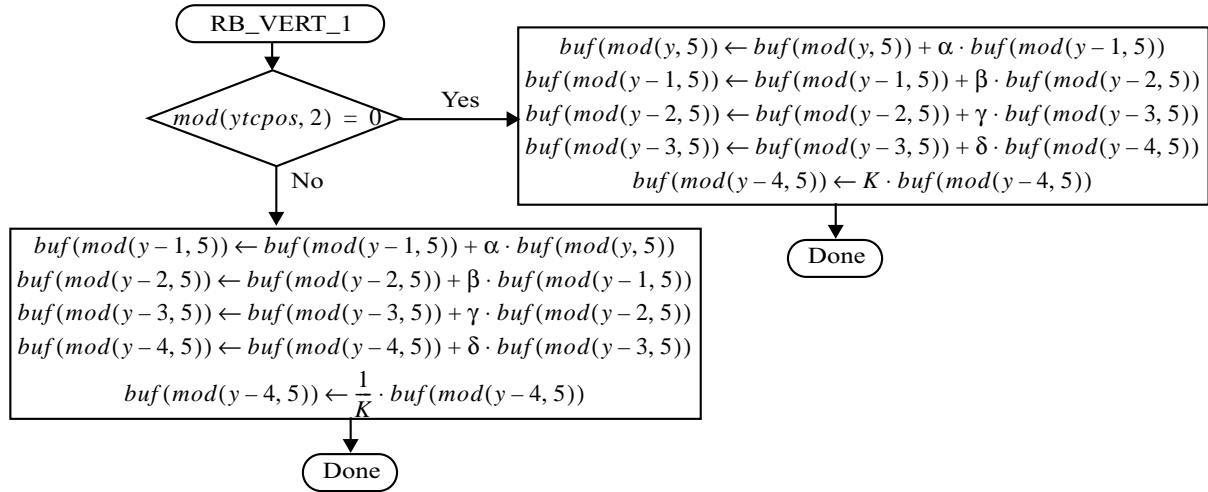 RB_VERT_1
mod(ytcpos, 2) = 0
Yes
buf(mod(y, 5)) ← buf(mod(y, 5)) + α · buf(mod(y – 1, 5))
buf(mod(y – 1, 5)) ← buf(mod(y – 1, 5)) + β · buf(mod(y – 2, 5))
buf(mod(y – 2, 5)) ← buf(mod(y – 2, 5)) + γ · buf(mod(y – 3, 5))
buf(mod(y – 3, 5)) ← buf(mod(y – 3, 5)) + δ · buf(mod(y – 4, 5))
buf(mod(y – 4, 5)) ← K · buf(mod(y – 4, 5))
Done
No
buf(mod(y – 1, 5)) ← buf(mod(y – 1, 5)) + α · buf(mod(y, 5))
buf(mod(y – 2, 5)) ← buf(mod(y – 2, 5)) + β · buf(mod(y – 1, 5))
buf(mod(y – 3, 5)) ← buf(mod(y – 3, 5)) + γ · buf(mod(y – 2, 5))
buf(mod(y – 4, 5)) ← buf(mod(y – 4, 5)) + δ · buf(mod(y – 3, 5))
buf(mod(y – 4, 5)) ← 1/K · buf(mod(y – 4, 5))
Done